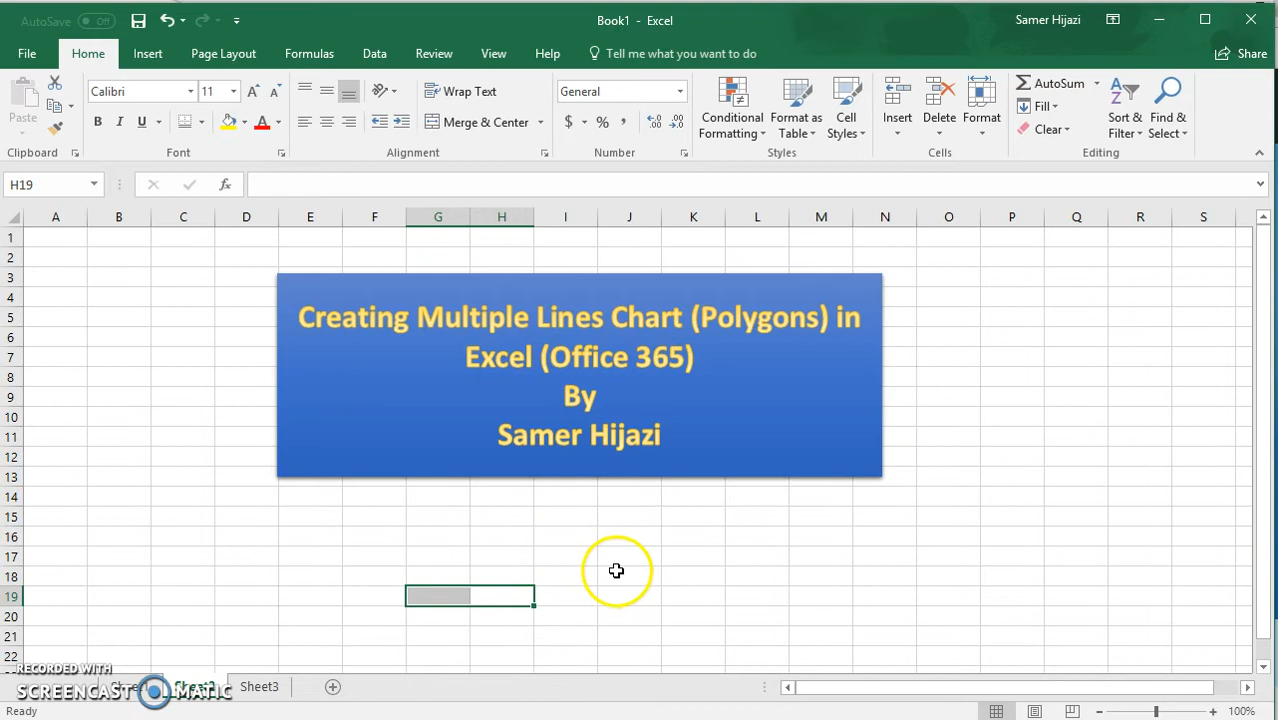 AutoSave Off
Book1 - Excel
Samer Hijazi
File Home Insert Page Layout Formulas Data Review View Help Tell me what you want to do Share
Paste
Clipboard
Calibri 11
B I U
Font
Wrap Text
Merge & Center
Alignment
General
$ % ,
Number
Conditional Formatting
Format as Table
Cell Styles
Styles
Insert
Delete
Format
Cells
AutoSum
Fill
Clear
Sort & Filter
Find & Select
Editing
H19
fx
A B C D E F G H I J K L M N O P Q R S
1
2
3
4
5
6
7
8
9
10
11
12
13
14
15
16
17
18
19
20
21
22
Creating Multiple Lines Chart (Polygons) in
Excel (Office 365)
By
Samer Hijazi
RECORDED WITH
SCREENCAST MATIC
Sheet3
Ready
100%